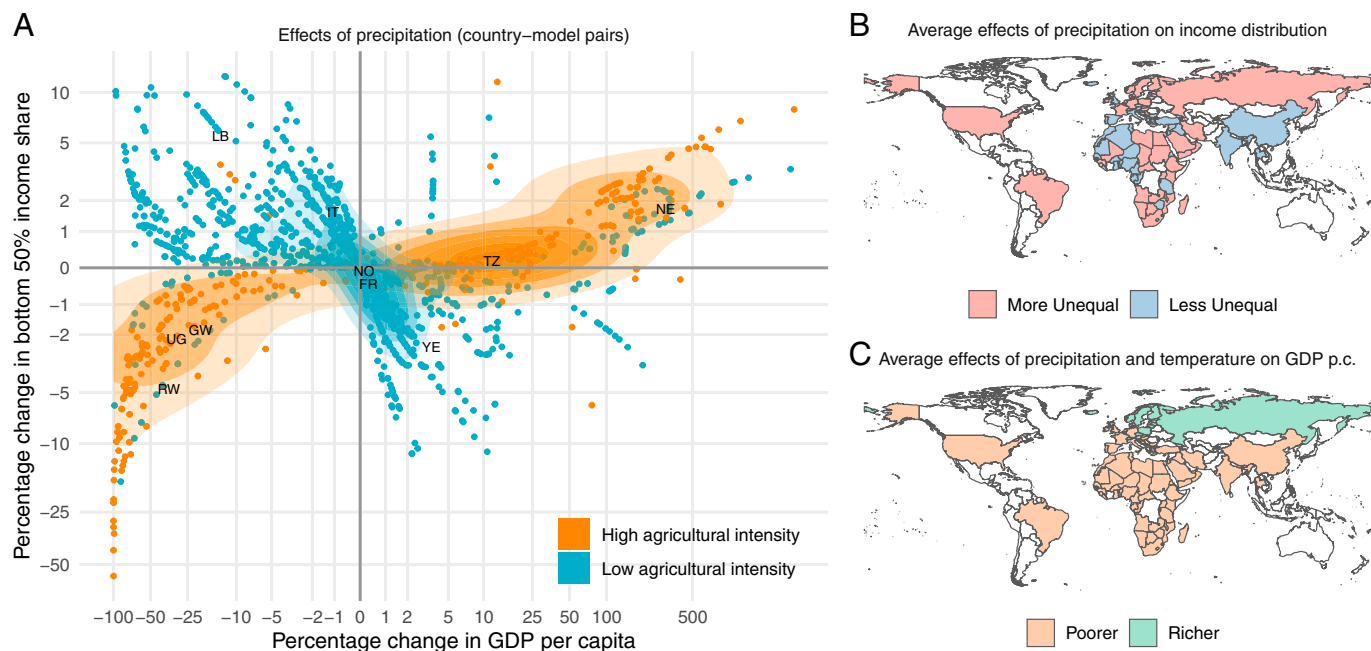 A
Effects of precipitation (country−model pairs)
Percentage change in bottom 50% income share
10
5
2
1
0
−1
−2
−5
−10
−25
−50
LB
IT
NE
TZ
NO
FR
GW
UG
YE
RW
High agricultural intensity
Low agricultural intensity
−100 −50 −25 −10 −5 −2 −1 0 1 2 5 10 25 50 100 500
Percentage change in GDP per capita
B
Average effects of precipitation on income distribution
More Unequal Less Unequal
C
Average effects of precipitation and temperature on GDP p.c.
Poorer Richer